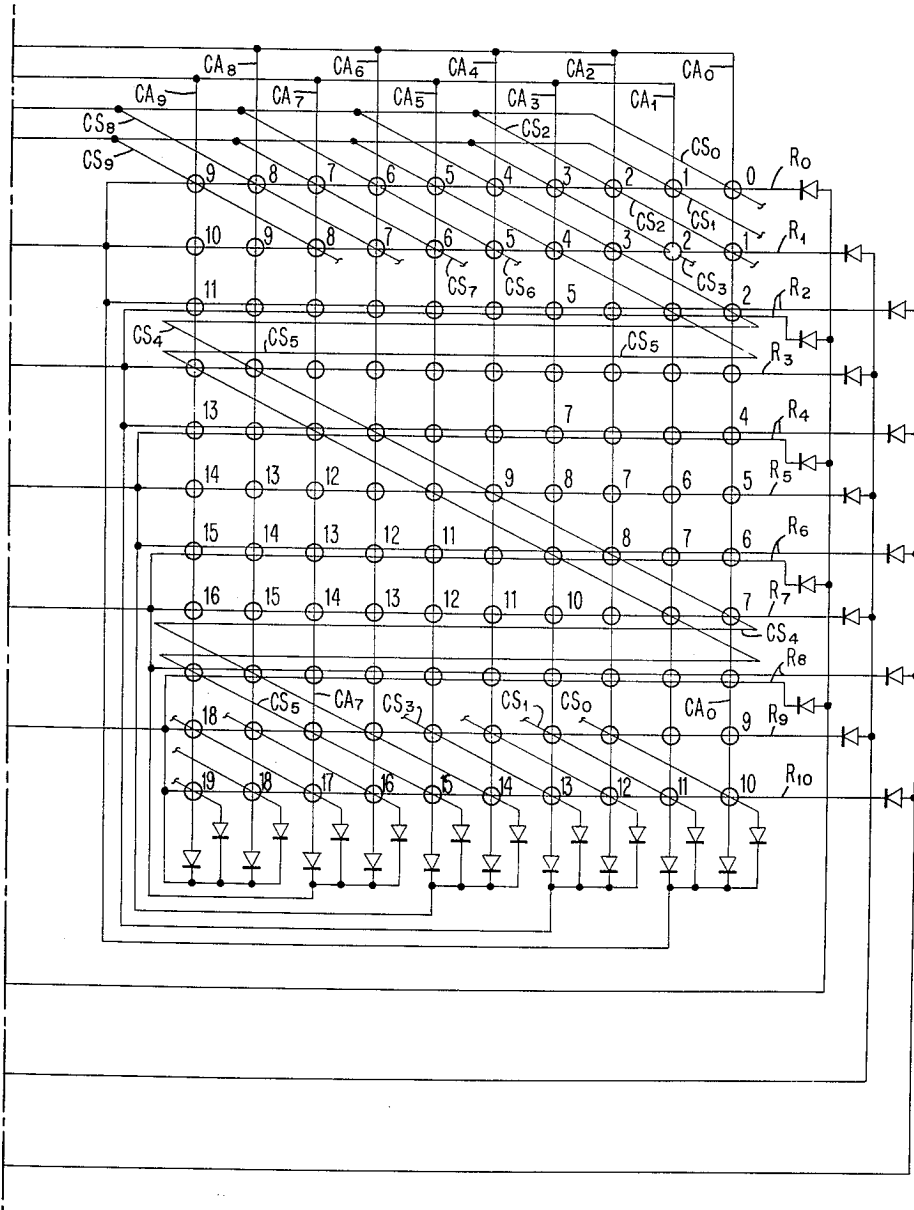 CA8 CA6 CA4 CA2 CA0
CA9 CA7 CA5 CA3 CA1
CS8 CS2 CS0
CS9
9 8 7 6 5 4 3 2 1 0 R0
CS2 CS1
10 9 8 7 6 5 4 3 2 1 R1
CS7 CS6 CS3
11 5 2 R2
CS4 CS5 CS5 R3
13 7 4 R4
14 13 12 9 8 7 6 5 R5
15 14 13 12 11 8 7 6 R6
16 15 14 13 12 11 10 7 R7
CS4
R8
CS5 CA7 CS3 CS1 CS0 CA0
18 9 R9
19 18 17 16 15 14 13 12 11 10 R10